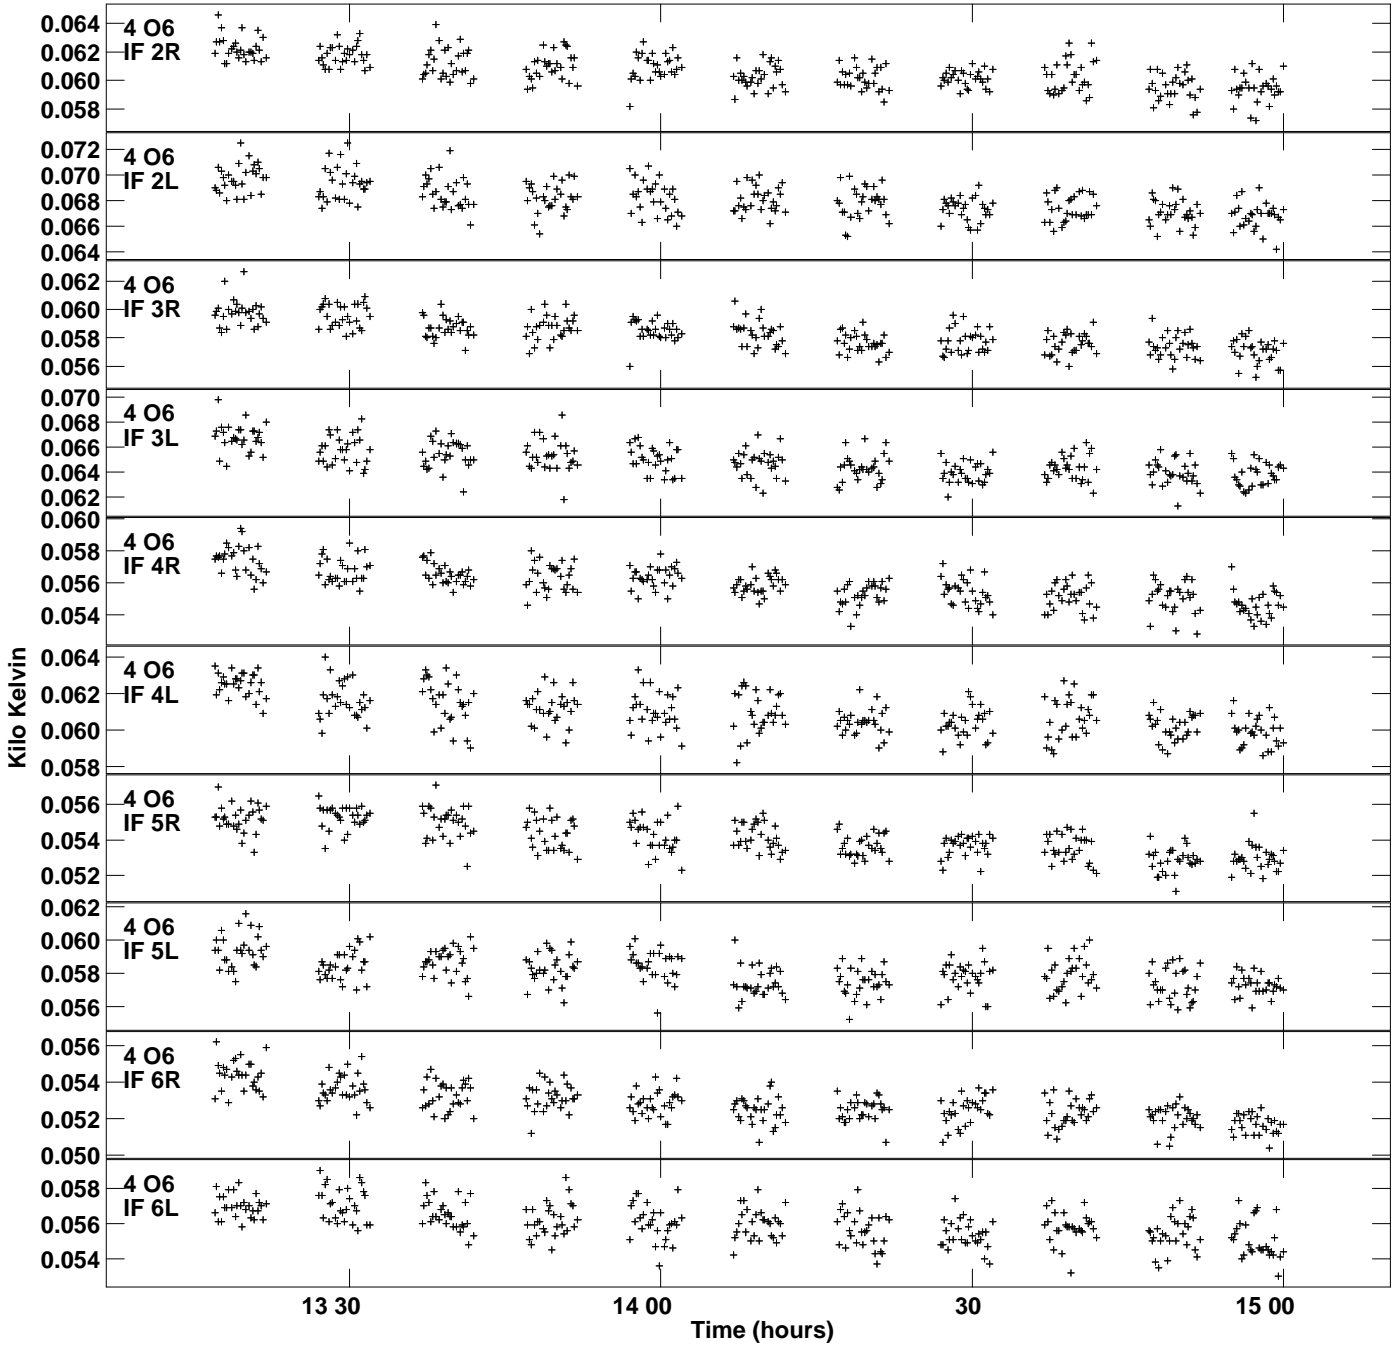 0.064
4 O6
0.062
IF 2R
0.060
0.058
0.072
4 O6
0.070
IF 2L
0.068
0.066
0.064
0.062
4 O6
0.060
IF 3R
0.058
0.056
0.070
4 O6
0.068
IF 3L
0.066
0.064
0.062
0.060
4 O6
0.058
IF 4R
0.056
0.054
0.064
4 O6
0.062
IF 4L
0.060
0.058
0.056
4 O6
IF 5R
0.054
0.052
0.062
4 O6
0.060
IF 5L
0.058
0.056
0.056
4 O6
IF 6R
0.054
0.052
0.050
0.058
4 O6
IF 6L
0.056
0.054
Kilo Kelvin
13 30
14 00
30
15 00
Time (hours)